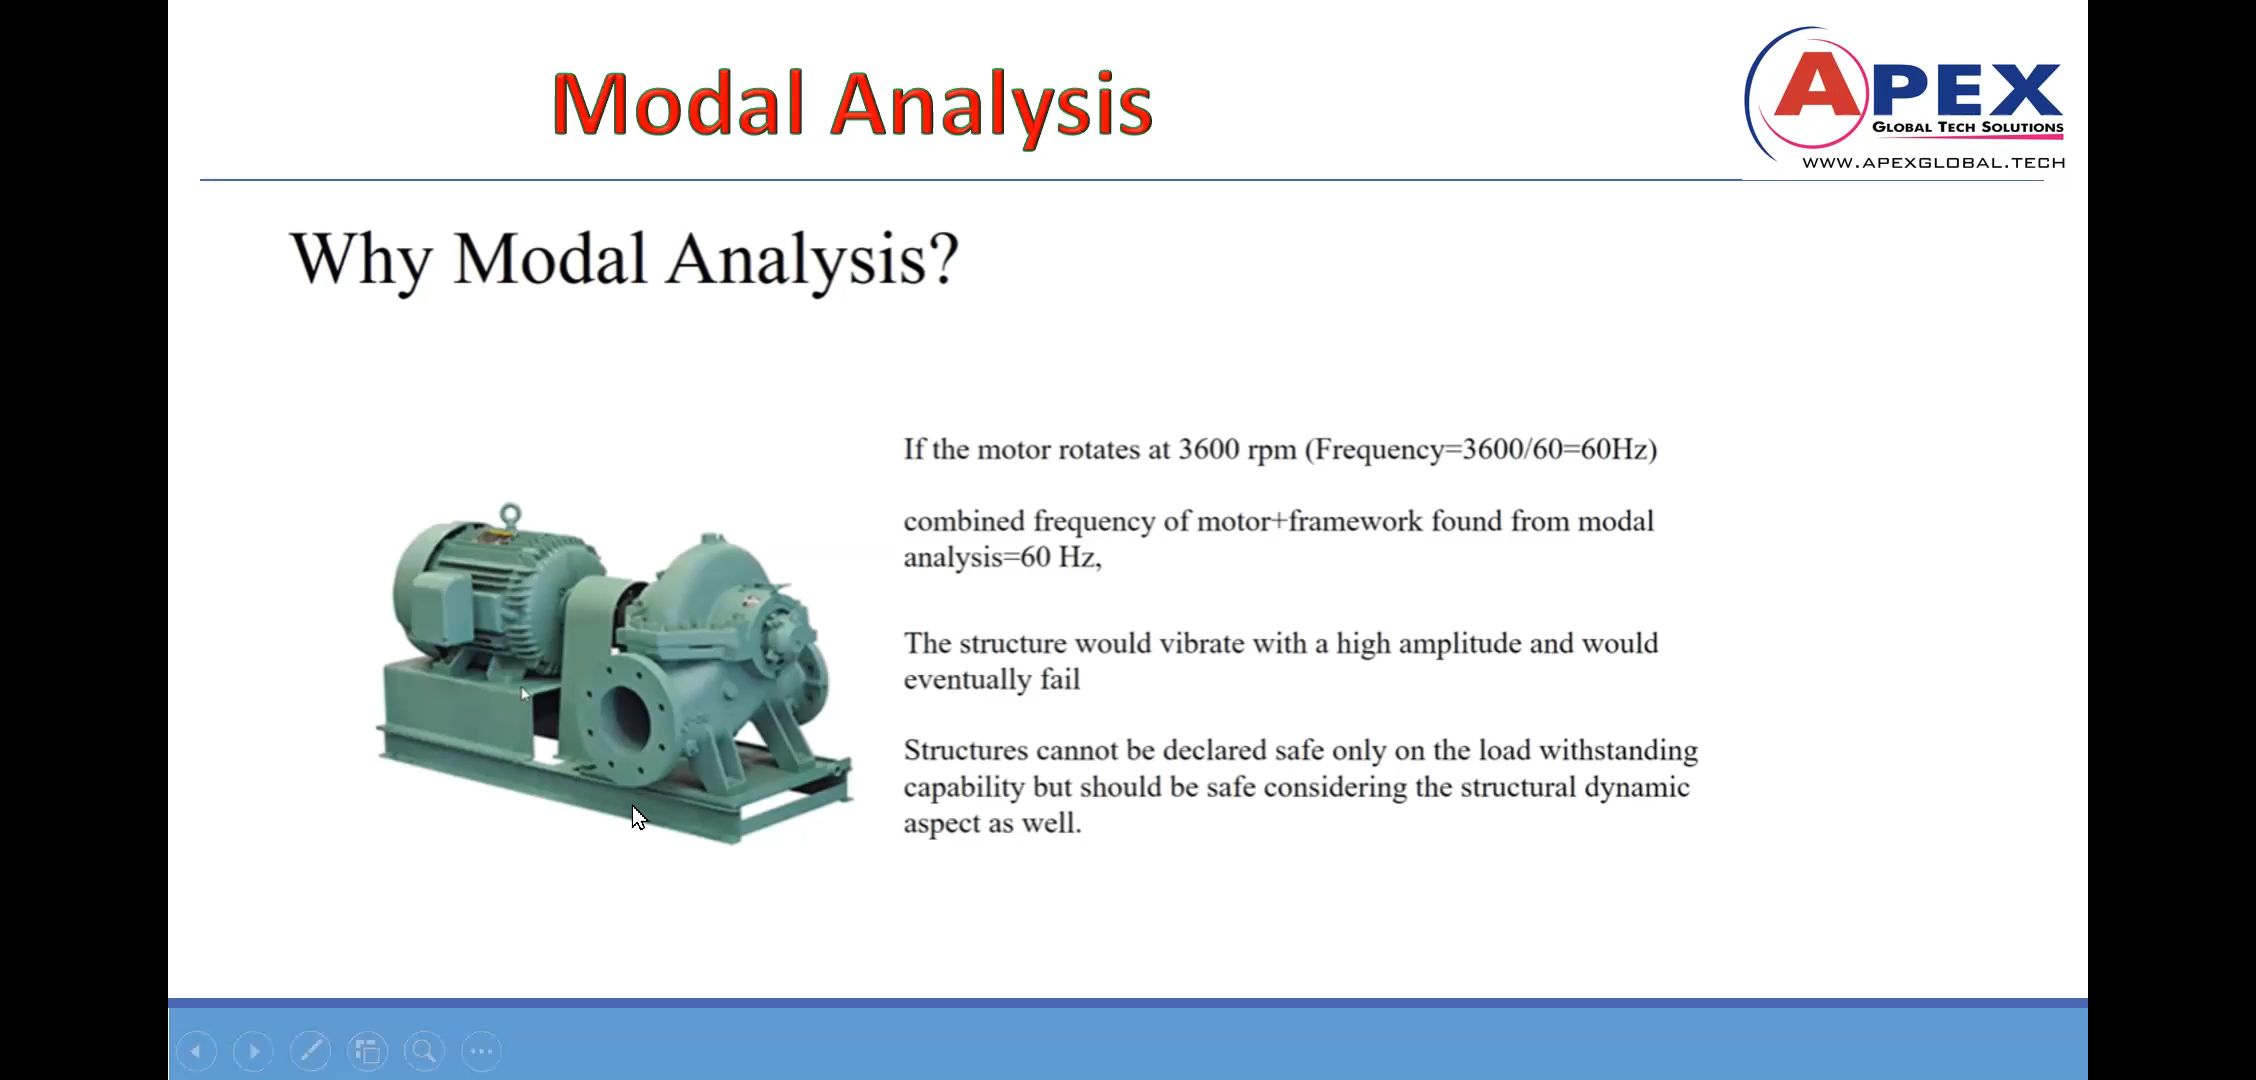 Modal Analysis
APEX
GLOBAL TECH SOLUTIONS
WWW.APEXGLOBAL.TECH
Why Modal Analysis?
If the motor rotates at 3600 rpm (Frequency=3600/60=60Hz)
combined frequency of motor+framework found from modal
analysis=60 Hz,
The structure would vibrate with a high amplitude and would
eventually fail
Structures cannot be declared safe only on the load withstanding
capability but should be safe considering the structural dynamic
aspect as well.